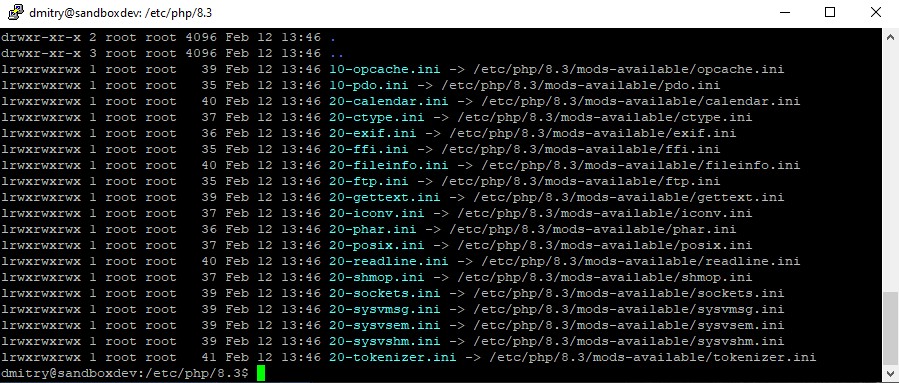 dmitry@sandboxdev: /etc/php/8.3
drwxr-xr-x 2 root root 4096 Feb 12 13:46 .
drwxr-xr-x 3 root root 4096 Feb 12 13:46 ..
lrwxrwxrwx 1 root root   39 Feb 12 13:46 10-opcache.ini -> /etc/php/8.3/mods-available/opcache.ini
lrwxrwxrwx 1 root root   35 Feb 12 13:46 10-pdo.ini -> /etc/php/8.3/mods-available/pdo.ini
lrwxrwxrwx 1 root root   40 Feb 12 13:46 20-calendar.ini -> /etc/php/8.3/mods-available/calendar.ini
lrwxrwxrwx 1 root root   37 Feb 12 13:46 20-ctype.ini -> /etc/php/8.3/mods-available/ctype.ini
lrwxrwxrwx 1 root root   36 Feb 12 13:46 20-exif.ini -> /etc/php/8.3/mods-available/exif.ini
lrwxrwxrwx 1 root root   35 Feb 12 13:46 20-ffi.ini -> /etc/php/8.3/mods-available/ffi.ini
lrwxrwxrwx 1 root root   40 Feb 12 13:46 20-fileinfo.ini -> /etc/php/8.3/mods-available/fileinfo.ini
lrwxrwxrwx 1 root root   35 Feb 12 13:46 20-ftp.ini -> /etc/php/8.3/mods-available/ftp.ini
lrwxrwxrwx 1 root root   39 Feb 12 13:46 20-gettext.ini -> /etc/php/8.3/mods-available/gettext.ini
lrwxrwxrwx 1 root root   37 Feb 12 13:46 20-iconv.ini -> /etc/php/8.3/mods-available/iconv.ini
lrwxrwxrwx 1 root root   36 Feb 12 13:46 20-phar.ini -> /etc/php/8.3/mods-available/phar.ini
lrwxrwxrwx 1 root root   37 Feb 12 13:46 20-posix.ini -> /etc/php/8.3/mods-available/posix.ini
lrwxrwxrwx 1 root root   40 Feb 12 13:46 20-readline.ini -> /etc/php/8.3/mods-available/readline.ini
lrwxrwxrwx 1 root root   37 Feb 12 13:46 20-shmop.ini -> /etc/php/8.3/mods-available/shmop.ini
lrwxrwxrwx 1 root root   39 Feb 12 13:46 20-sockets.ini -> /etc/php/8.3/mods-available/sockets.ini
lrwxrwxrwx 1 root root   39 Feb 12 13:46 20-sysvmsg.ini -> /etc/php/8.3/mods-available/sysvmsg.ini
lrwxrwxrwx 1 root root   39 Feb 12 13:46 20-sysvsem.ini -> /etc/php/8.3/mods-available/sysvsem.ini
lrwxrwxrwx 1 root root   39 Feb 12 13:46 20-sysvshm.ini -> /etc/php/8.3/mods-available/sysvshm.ini
lrwxrwxrwx 1 root root   41 Feb 12 13:46 20-tokenizer.ini -> /etc/php/8.3/mods-available/tokenizer.ini
dmitry@sandboxdev:/etc/php/8.3$